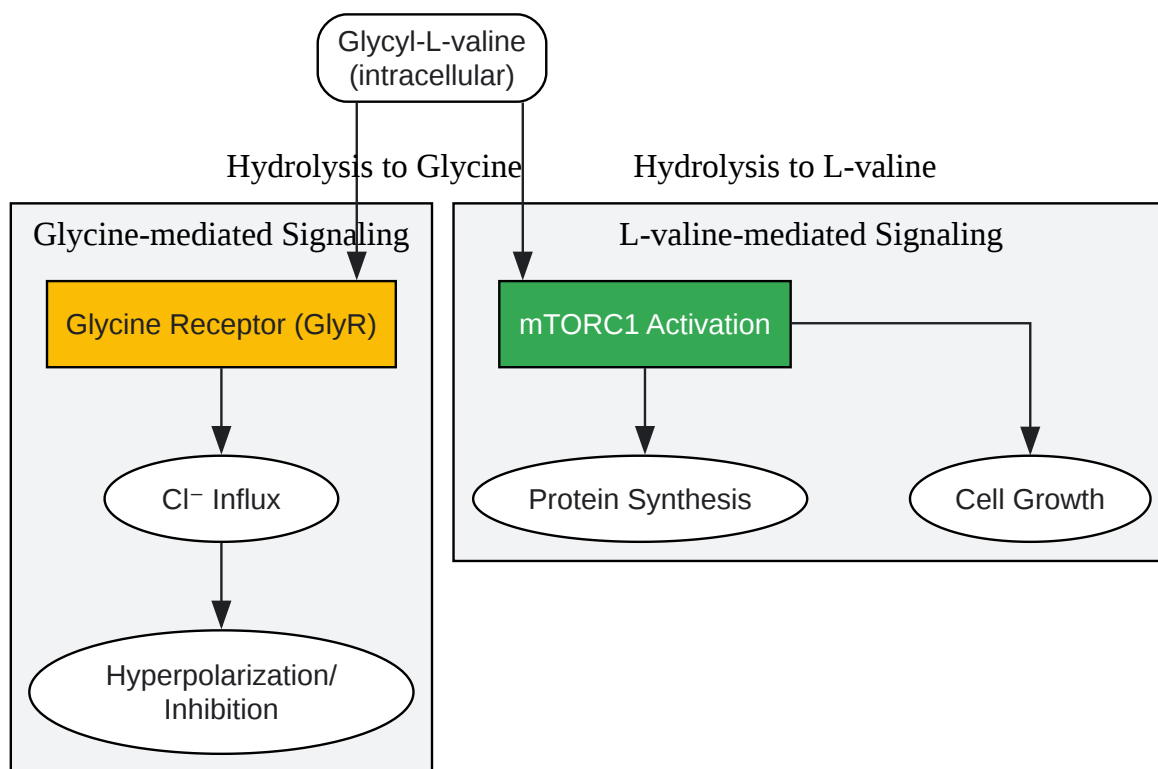 Glycyl-L-valine
(intracellular)
Hydrolysis to Glycine
Hydrolysis to L-valine
Glycine-mediated Signaling
L-valine-mediated Signaling
Glycine Receptor (GlyR)
mTORC1 Activation
Cl⁻ Influx
Protein Synthesis
Cell Growth
Hyperpolarization/
Inhibition